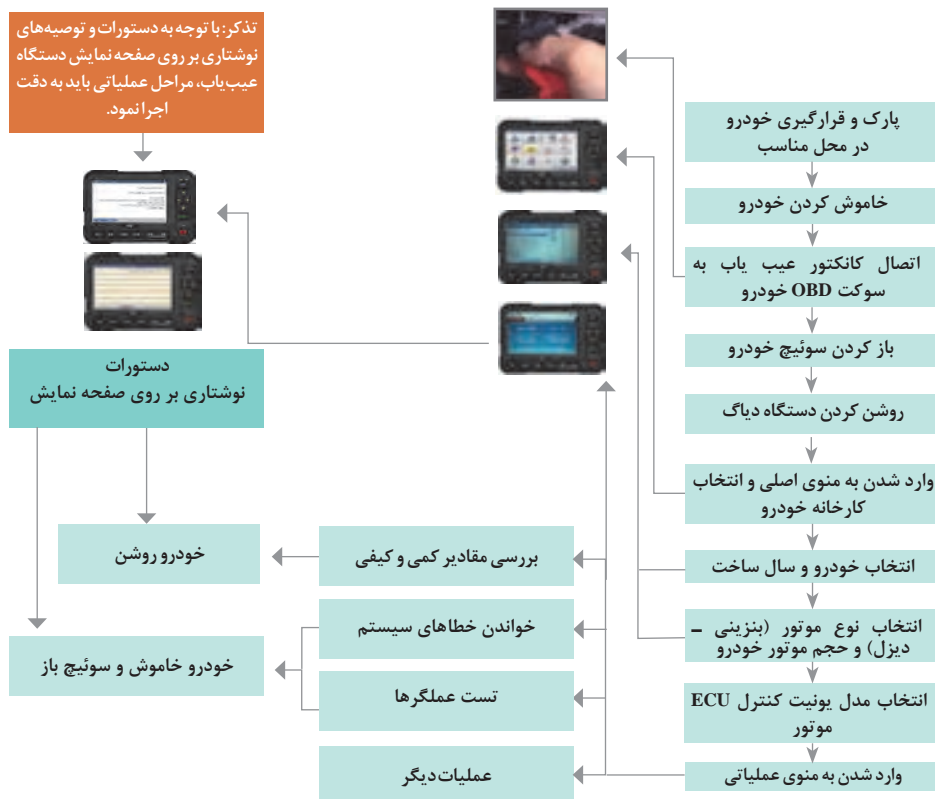 پارک و قرارگیری خودرو
در محل مناسب
خاموش کردن خودرو
اتصال کانکتور عیب یاب به
سوکت OBD خودرو
باز کردن سوئیچ خودرو
روشن کردن دستگاه دیاگ
وارد شدن به منوی اصلی و انتخاب
کارخانه خودرو
انتخاب خودرو و سال ساخت
انتخاب نوع موتور (بنزینی ـ
دیزل) و حجم موتور خودرو
انتخاب مدل یونیت کنترل ECU
موتور
وارد شدن به منوی عملیاتی
تذکر: با توجه به دستورات و توصیه‌های
نوشتاری بر روی صفحه نمایش دستگاه
عیب‌یاب، مراحل عملیاتی باید به دقت
اجرا نمود.
دستورات
نوشتاری بر روی صفحه نمایش
بررسی مقادیر کمی و کیفی
خودرو روشن
خواندن خطاهای سیستم
تست عملگرها
خودرو خاموش و سوئیچ باز
عملیات دیگر